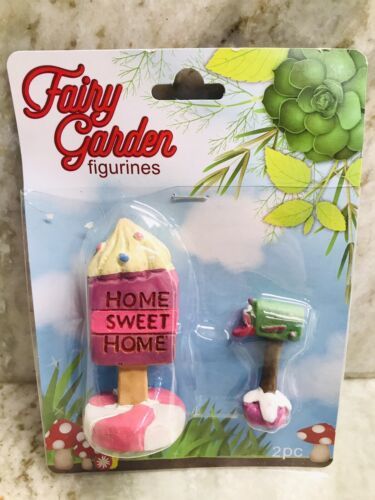 Fairy
Garden
figurines
HOME
SWEET
HOME
2pc